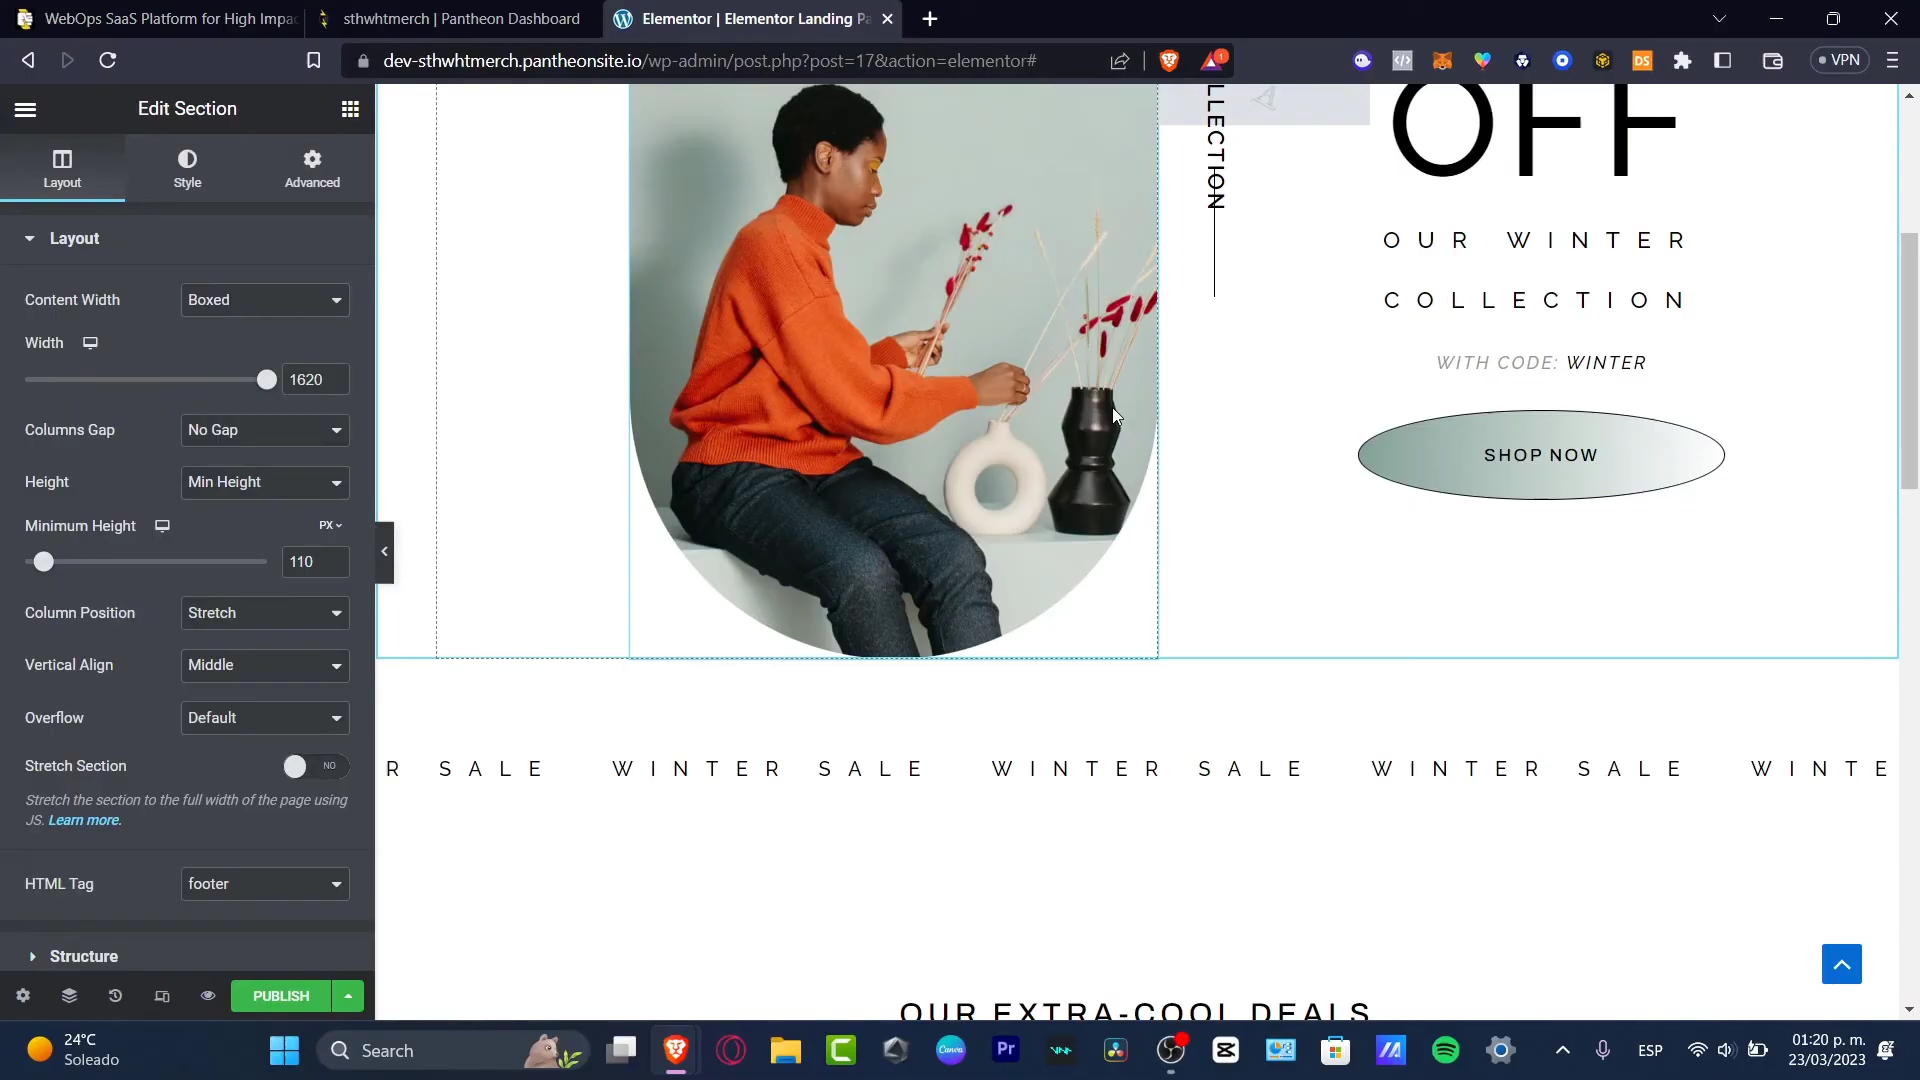 WebOps SaaS Platform for High Impac
sthwhtmerch | Pantheon Dashboard
Elementor | Elementor Landing Pa
dev-sthwhtmerch.pantheonsite.io/wp-admin/post.php?post=17&action=elementor#
VPN
Edit Section
Layout
Style
Advanced
Layout
Content Width
Boxed
Width
1620
Columns Gap
No Gap
Height
Min Height
Minimum Height
PX
110
Column Position
Stretch
Vertical Align
Middle
Overflow
Default
Stretch Section
NO
Stretch the section to the full width of the page using
JS. Learn more.
HTML Tag
footer
Structure
PUBLISH
LLECTION
OFF
OUR WINTER
COLLECTION
WITH CODE: WINTER
SHOP NOW
R SALE WINTER SALE WINTER SALE WINTER SALE WINTE
OUR EXTRA-COOL DEALS
24°C
Soleado
Search
Canva
Pr
DS
1
ESP
01:20 p. m.
23/03/2023